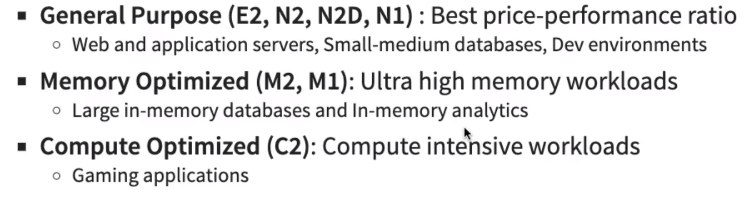 ▪ General Purpose (E2, N2, N2D, N1) : Best price-performance ratio
◦ Web and application servers, Small-medium databases, Dev environments
▪ Memory Optimized (M2, M1): Ultra high memory workloads
◦ Large in-memory databases and In-memory analytics
▪ Compute Optimized (C2): Compute intensive workloads
◦ Gaming applications